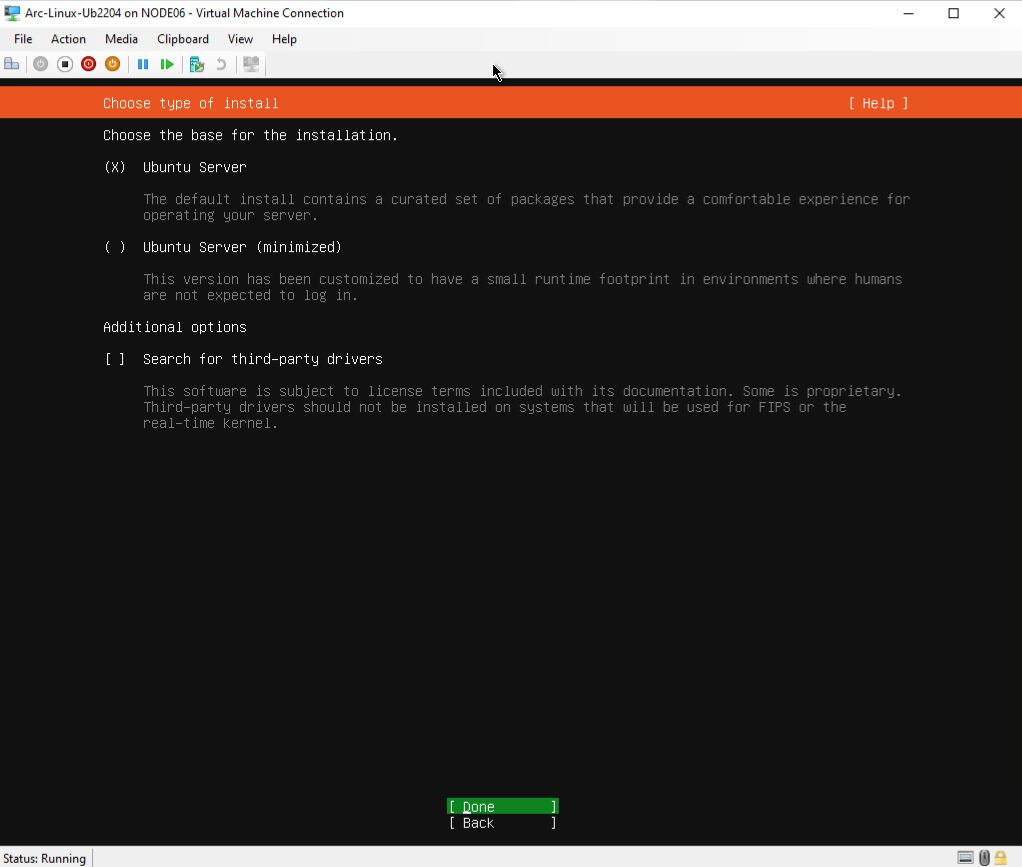 Arc-Linux-Ub2204 on NODE06 - Virtual Machine Connection
File Action Media Clipboard View Help
Choose type of install [ Help ]
Choose the base for the installation.
(X) Ubuntu Server
The default install contains a curated set of packages that provide a comfortable experience for
operating your server.
( ) Ubuntu Server (minimized)
This version has been customized to have a small runtime footprint in environments where humans
are not expected to log in.
Additional options
[ ] Search for third-party drivers
This software is subject to license terms included with its documentation. Some is proprietary.
Third-party drivers should not be installed on systems that will be used for FIPS or the
real-time kernel.
[ Done ]
[ Back ]
Status: Running